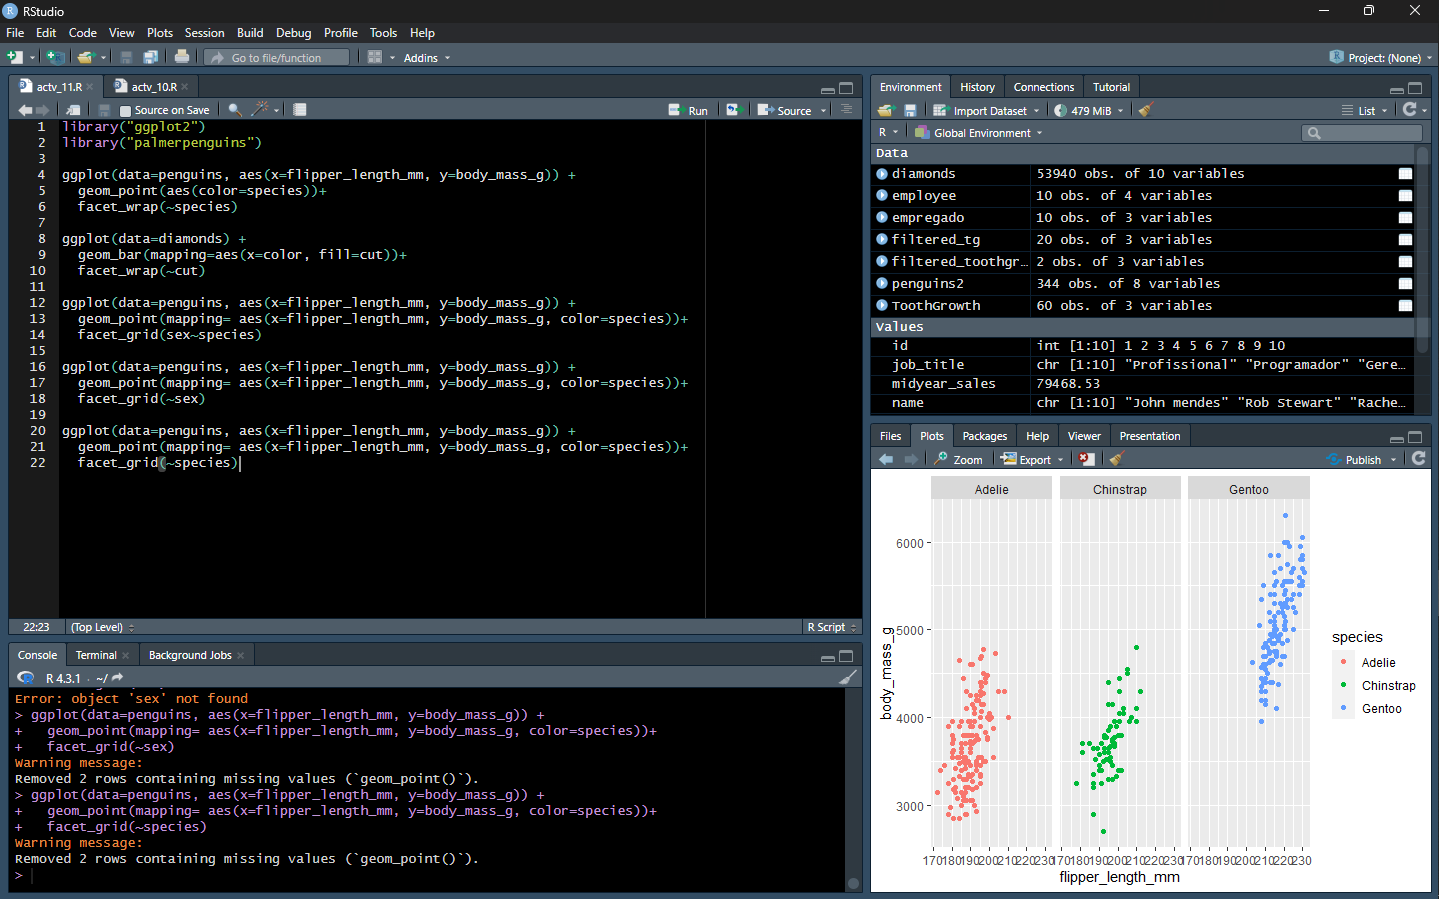 RStudio
File Edit Code View Plots Session Build Debug Profile Tools Help
Go to file/function Addins Project: (None)
actv_11.R actv_10.R
Source on Save Run Source
1 library("ggplot2")
2 library("palmerpenguins")
3
4 ggplot(data=penguins, aes(x=flipper_length_mm, y=body_mass_g)) +
5 geom_point(aes(color=species))+
6 facet_wrap(~species)
7
8 ggplot(data=diamonds) +
9 geom_bar(mapping=aes(x=color, fill=cut))+
10 facet_wrap(~cut)
11
12 ggplot(data=penguins, aes(x=flipper_length_mm, y=body_mass_g)) +
13 geom_point(mapping= aes(x=flipper_length_mm, y=body_mass_g, color=species))+
14 facet_grid(sex~species)
15
16 ggplot(data=penguins, aes(x=flipper_length_mm, y=body_mass_g)) +
17 geom_point(mapping= aes(x=flipper_length_mm, y=body_mass_g, color=species))+
18 facet_grid(~sex)
19
20 ggplot(data=penguins, aes(x=flipper_length_mm, y=body_mass_g)) +
21 geom_point(mapping= aes(x=flipper_length_mm, y=body_mass_g, color=species))+
22 facet_grid(~species)
22:23 (Top Level) R Script
Console Terminal Background Jobs
R 4.3.1 · ~/
Error: object 'sex' not found
> ggplot(data=penguins, aes(x=flipper_length_mm, y=body_mass_g)) +
+ geom_point(mapping= aes(x=flipper_length_mm, y=body_mass_g, color=species))+
+ facet_grid(~sex)
Warning message:
Removed 2 rows containing missing values (`geom_point()`).
> ggplot(data=penguins, aes(x=flipper_length_mm, y=body_mass_g)) +
+ geom_point(mapping= aes(x=flipper_length_mm, y=body_mass_g, color=species))+
+ facet_grid(~species)
Warning message:
Removed 2 rows containing missing values (`geom_point()`).
>
Environment History Connections Tutorial
Import Dataset 479 MiB List
R Global Environment
Data
diamonds 53940 obs. of 10 variables
employee 10 obs. of 4 variables
empregado 10 obs. of 3 variables
filtered_tg 20 obs. of 3 variables
filtered_toothgr… 2 obs. of 3 variables
penguins2 344 obs. of 8 variables
ToothGrowth 60 obs. of 3 variables
Values
id int [1:10] 1 2 3 4 5 6 7 8 9 10
job_title chr [1:10] "Profissional" "Programador" "Gere…
midyear_sales 79468.53
name chr [1:10] "John mendes" "Rob Stewart" "Rache…
Files Plots Packages Help Viewer Presentation
Zoom Export Publish
Adelie Chinstrap Gentoo
6000
5000
4000
3000
body_mass_g
170180190200210220230 170180190200210220230 170180190200210220230
flipper_length_mm
species
Adelie
Chinstrap
Gentoo